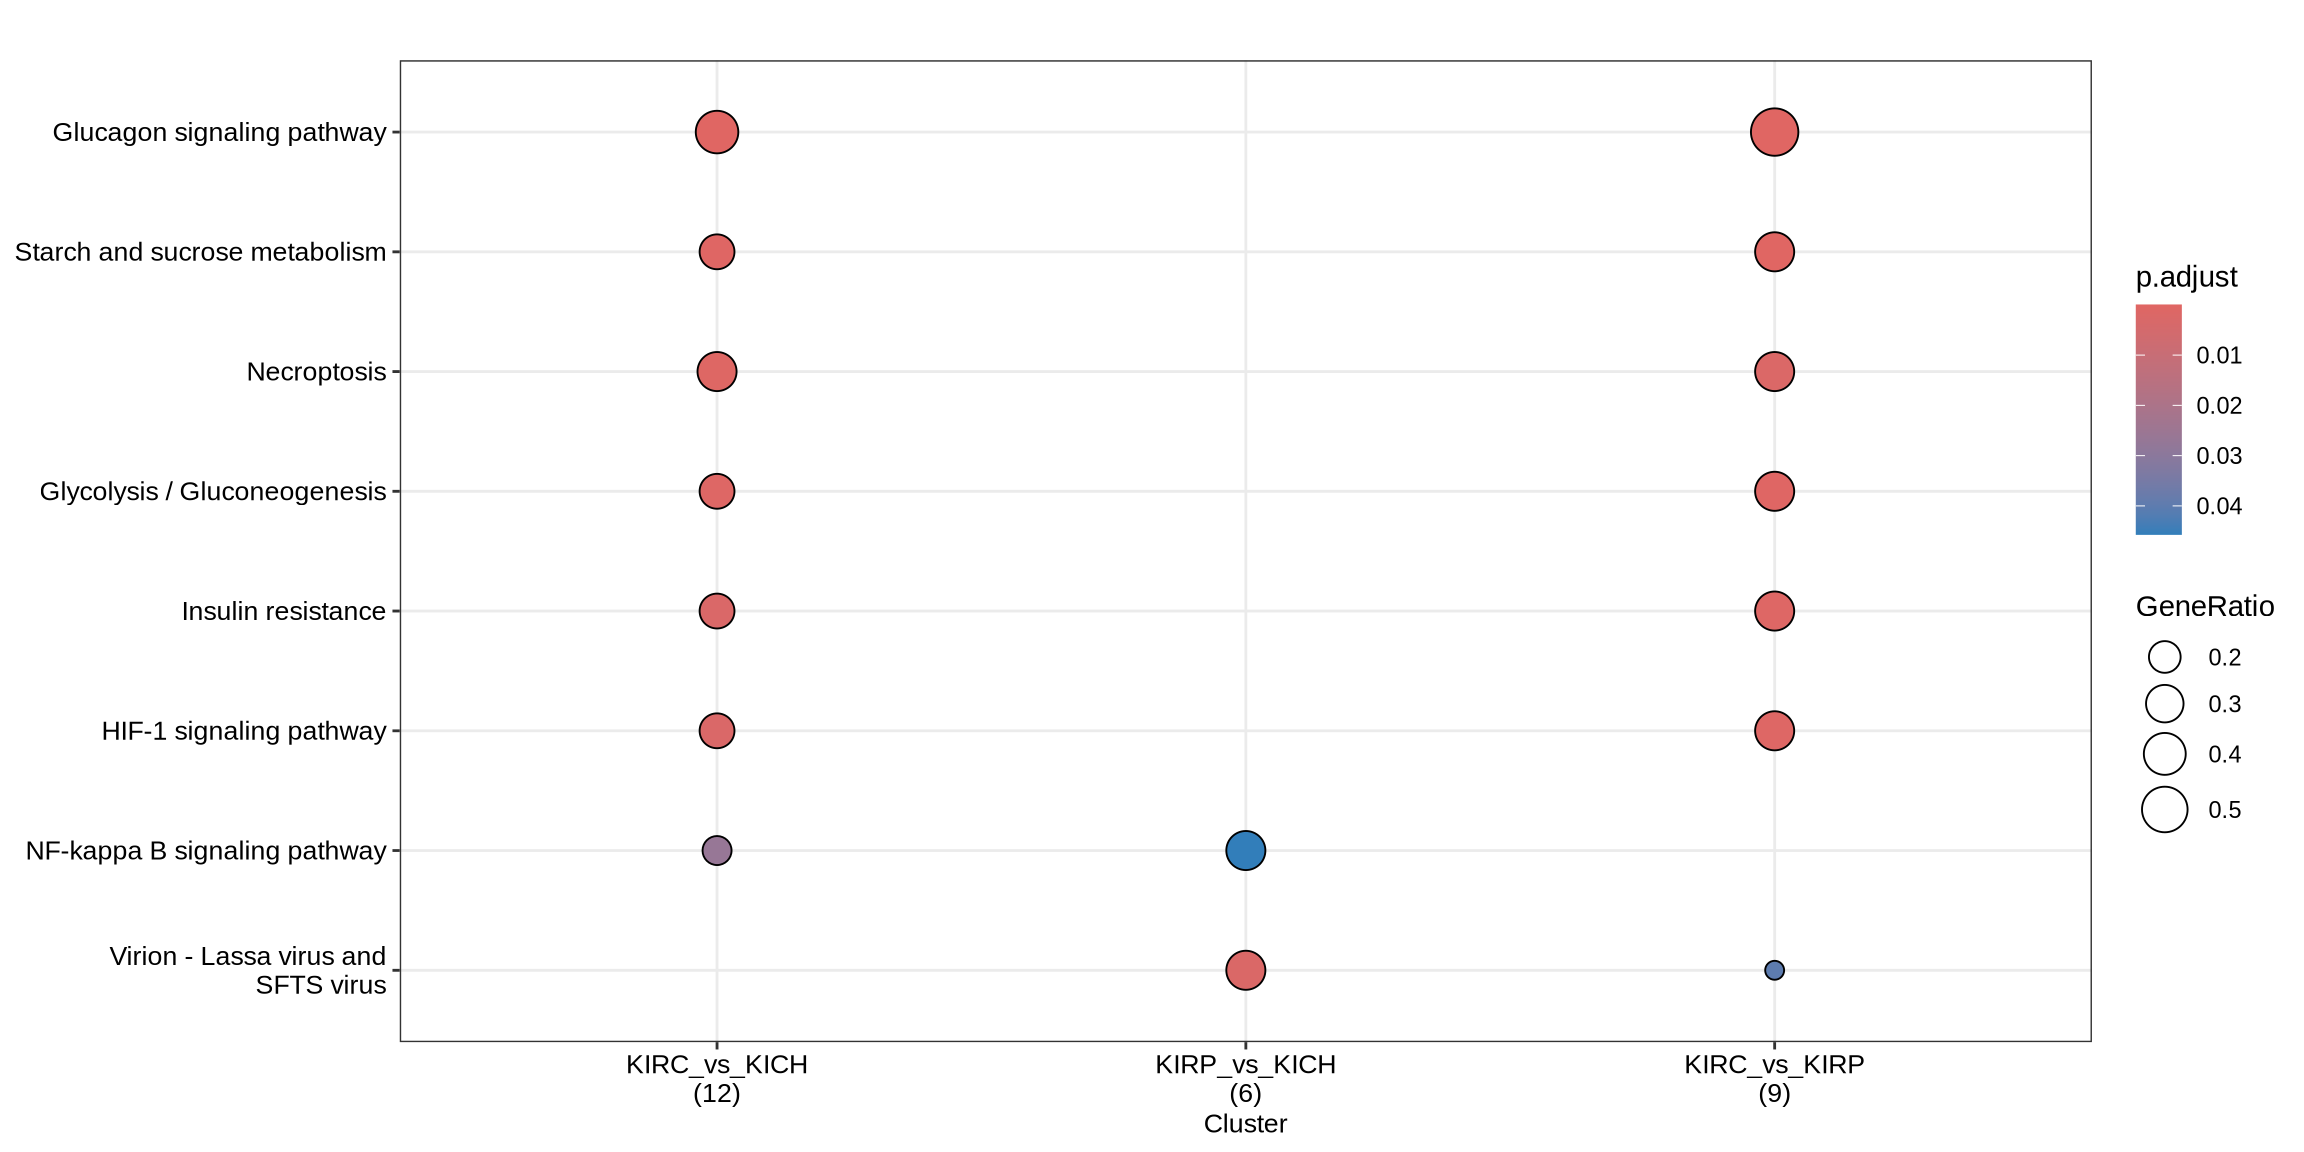 Glucagon signaling pathway
Starch and sucrose metabolism
Necroptosis
Glycolysis / Gluconeogenesis
Insulin resistance
HIF-1 signaling pathway
NF-kappa B signaling pathway
Virion - Lassa virus and
SFTS virus
KIRC_vs_KICH
(12)
KIRP_vs_KICH
(6)
KIRC_vs_KIRP
(9)
Cluster
p.adjust
0.01
0.02
0.03
0.04
GeneRatio
0.2
0.3
0.4
0.5